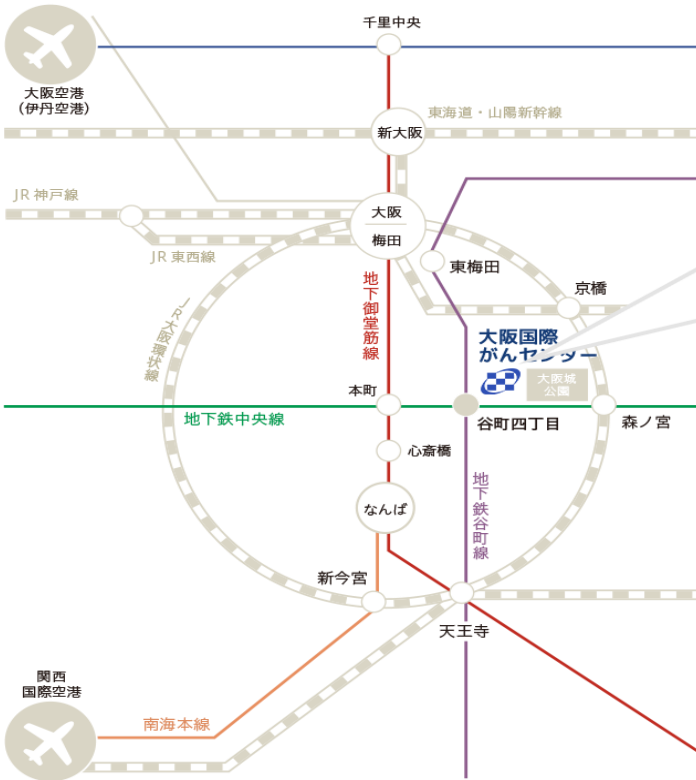 千里中央
大阪空港
(伊丹空港)
東海道・山陽新幹線
新大阪
JR 神戸線
大阪
梅田
JR 東西線
東梅田
地下御堂筋線
京橋
JR大阪環状線
大阪国際
がんセンター
大阪城
公園
本町
地下鉄中央線
谷町四丁目
森ノ宮
心斎橋
地下鉄谷町線
なんば
新今宮
天王寺
関西
国際空港
南海本線